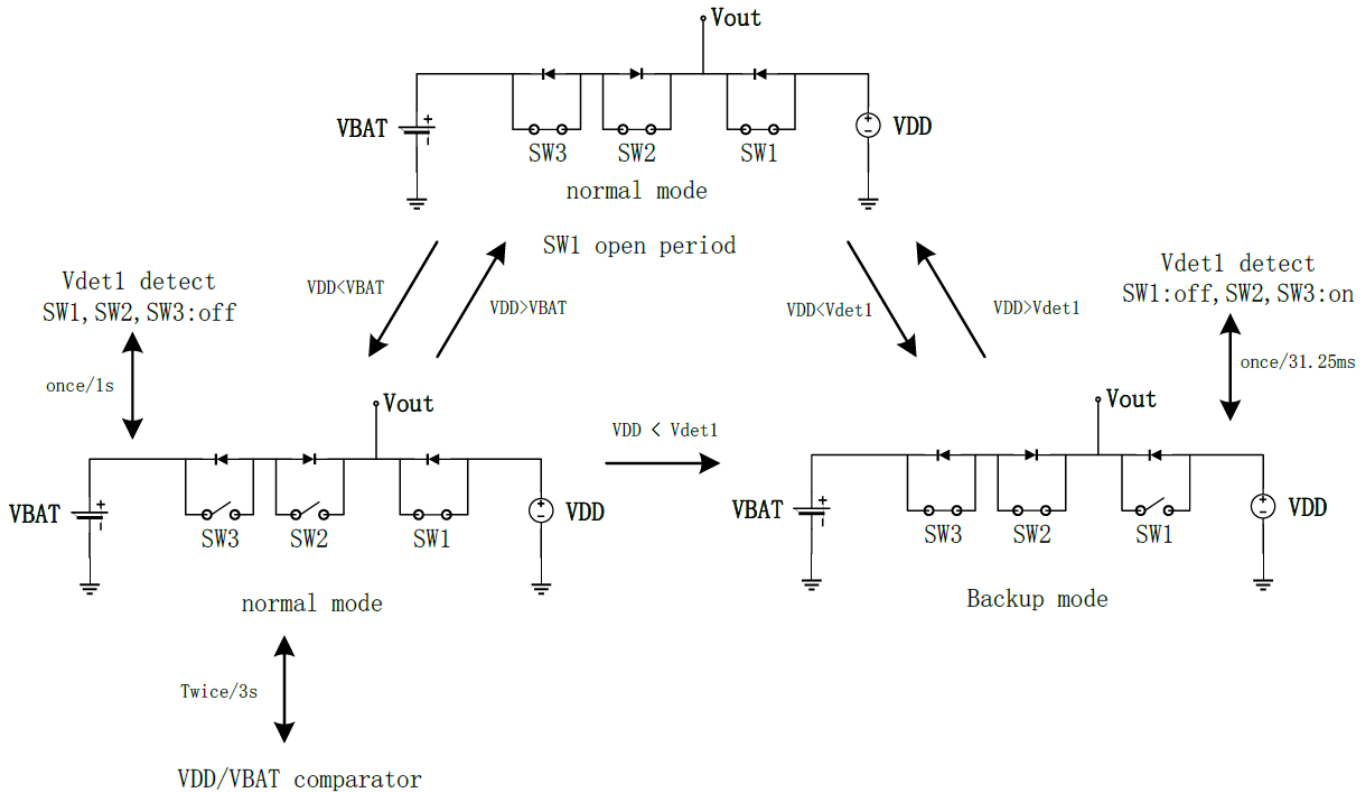 Vout
VBAT
+
-
SW3
SW2
SW1
+
-
VDD
normal mode
SW1 open period
Vdet1 detect
SW1,SW2,SW3:off
VDD<VBAT
VDD>VBAT
VDD<Vdet1
VDD>Vdet1
Vdet1 detect
SW1:off,SW2,SW3:on
once/1s
once/31.25ms
Vout
VBAT
+
-
SW3
SW2
SW1
+
-
VDD
normal mode
VDD < Vdet1
Vout
VBAT
+
-
SW3
SW2
SW1
+
-
VDD
Backup mode
Twice/3s
VDD/VBAT comparator